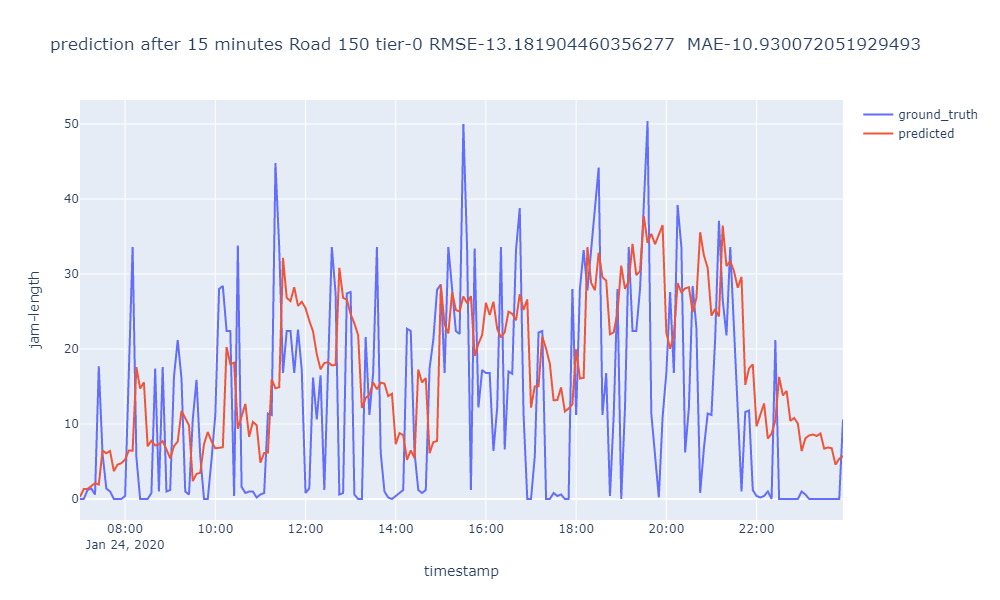 prediction after 15 minutes Road 150 tier-0 RMSE-13.181904460356277  MAE-10.930072051929493
ground_truth
predicted
50
40
30
20
10
0
jam-length
08:00 10:00 12:00 14:00 16:00 18:00 20:00 22:00
Jan 24, 2020
timestamp